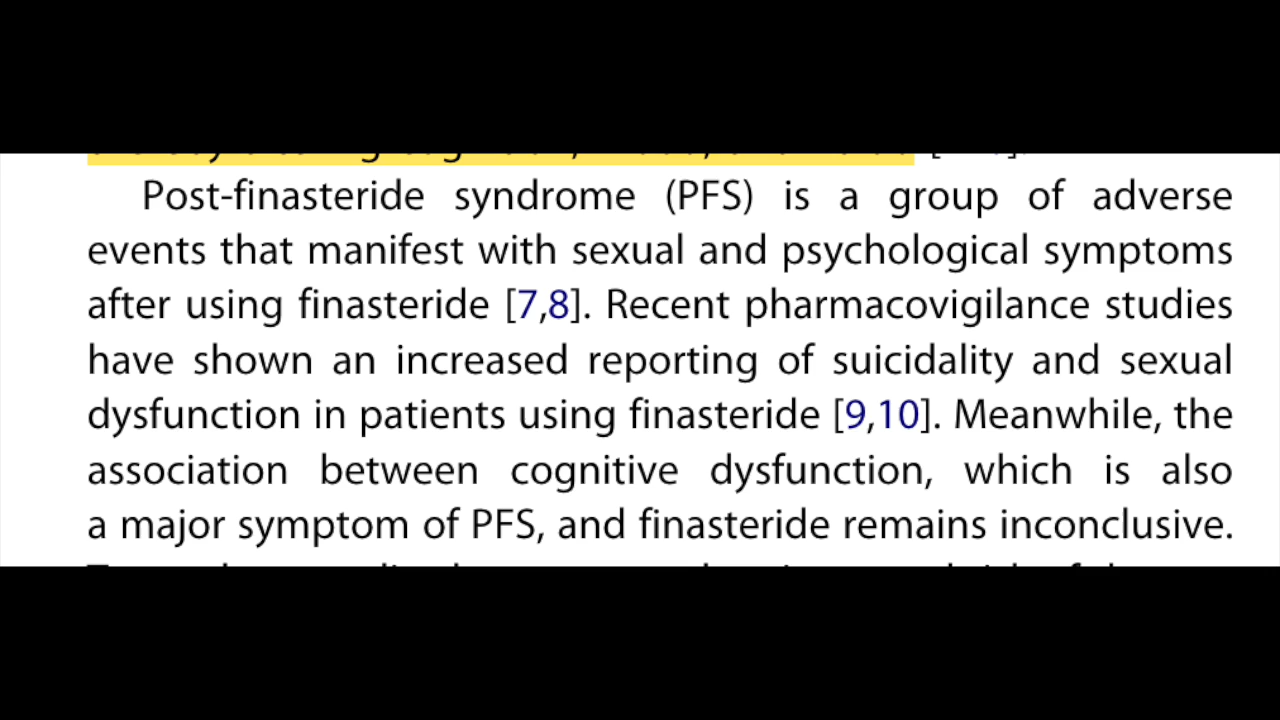 Post-finasteride syndrome (PFS) is a group of adverse
events that manifest with sexual and psychological symptoms
after using finasteride [7,8]. Recent pharmacovigilance studies
have shown an increased reporting of suicidality and sexual
dysfunction in patients using finasteride [9,10]. Meanwhile, the
association between cognitive dysfunction, which is also
a major symptom of PFS, and finasteride remains inconclusive.